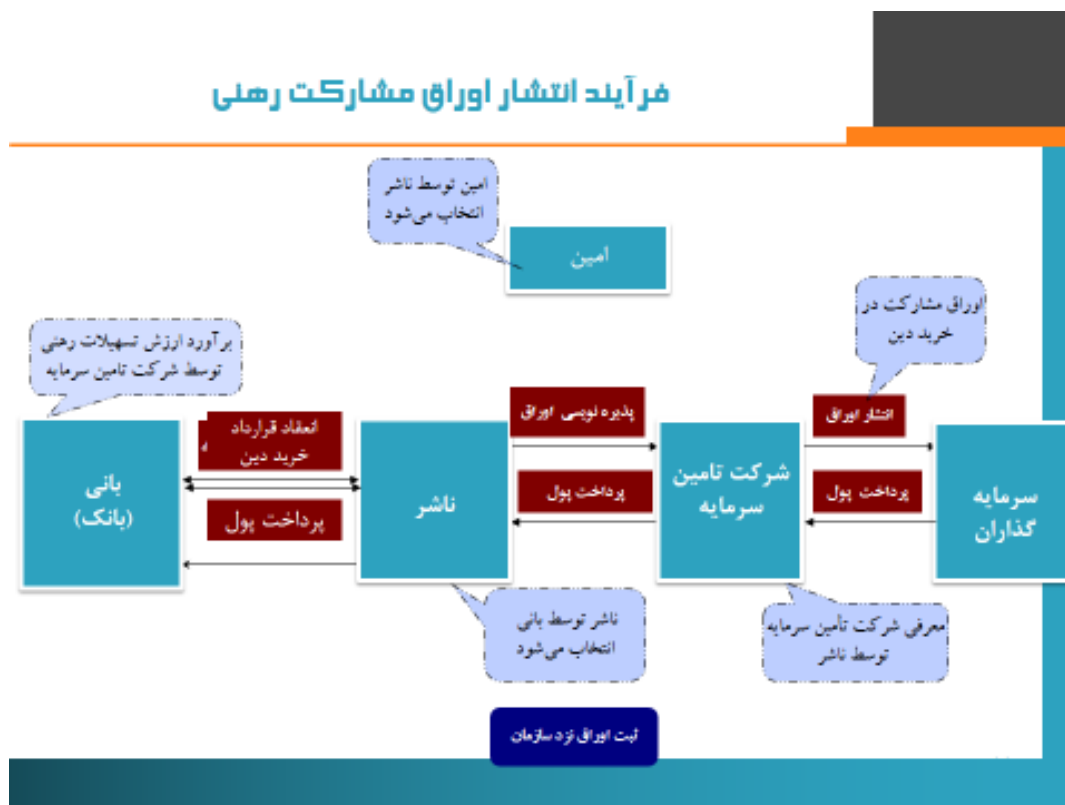 فرآیند انتشار اوراق مشارکت رهنی
امین توسط ناشر
انتخاب می‌شود
امین
اوراق مشارکت در
خرید دین
برآورد ارزش تسهیلات رهنی
توسط شرکت تامین سرمایه
انتشار اوراق
پذیره نویسی اوراق
انعقاد قرارداد
خرید دین
سرمایه
گذاران
شرکت تامین
سرمایه
ناشر
بانی
(بانک)
پرداخت پول
پرداخت پول
پرداخت پول
معرفی شرکت تأمین سرمایه
توسط ناشر
ناشر توسط بانی
انتخاب می‌شود
ثبت اوراق نزد سازمان